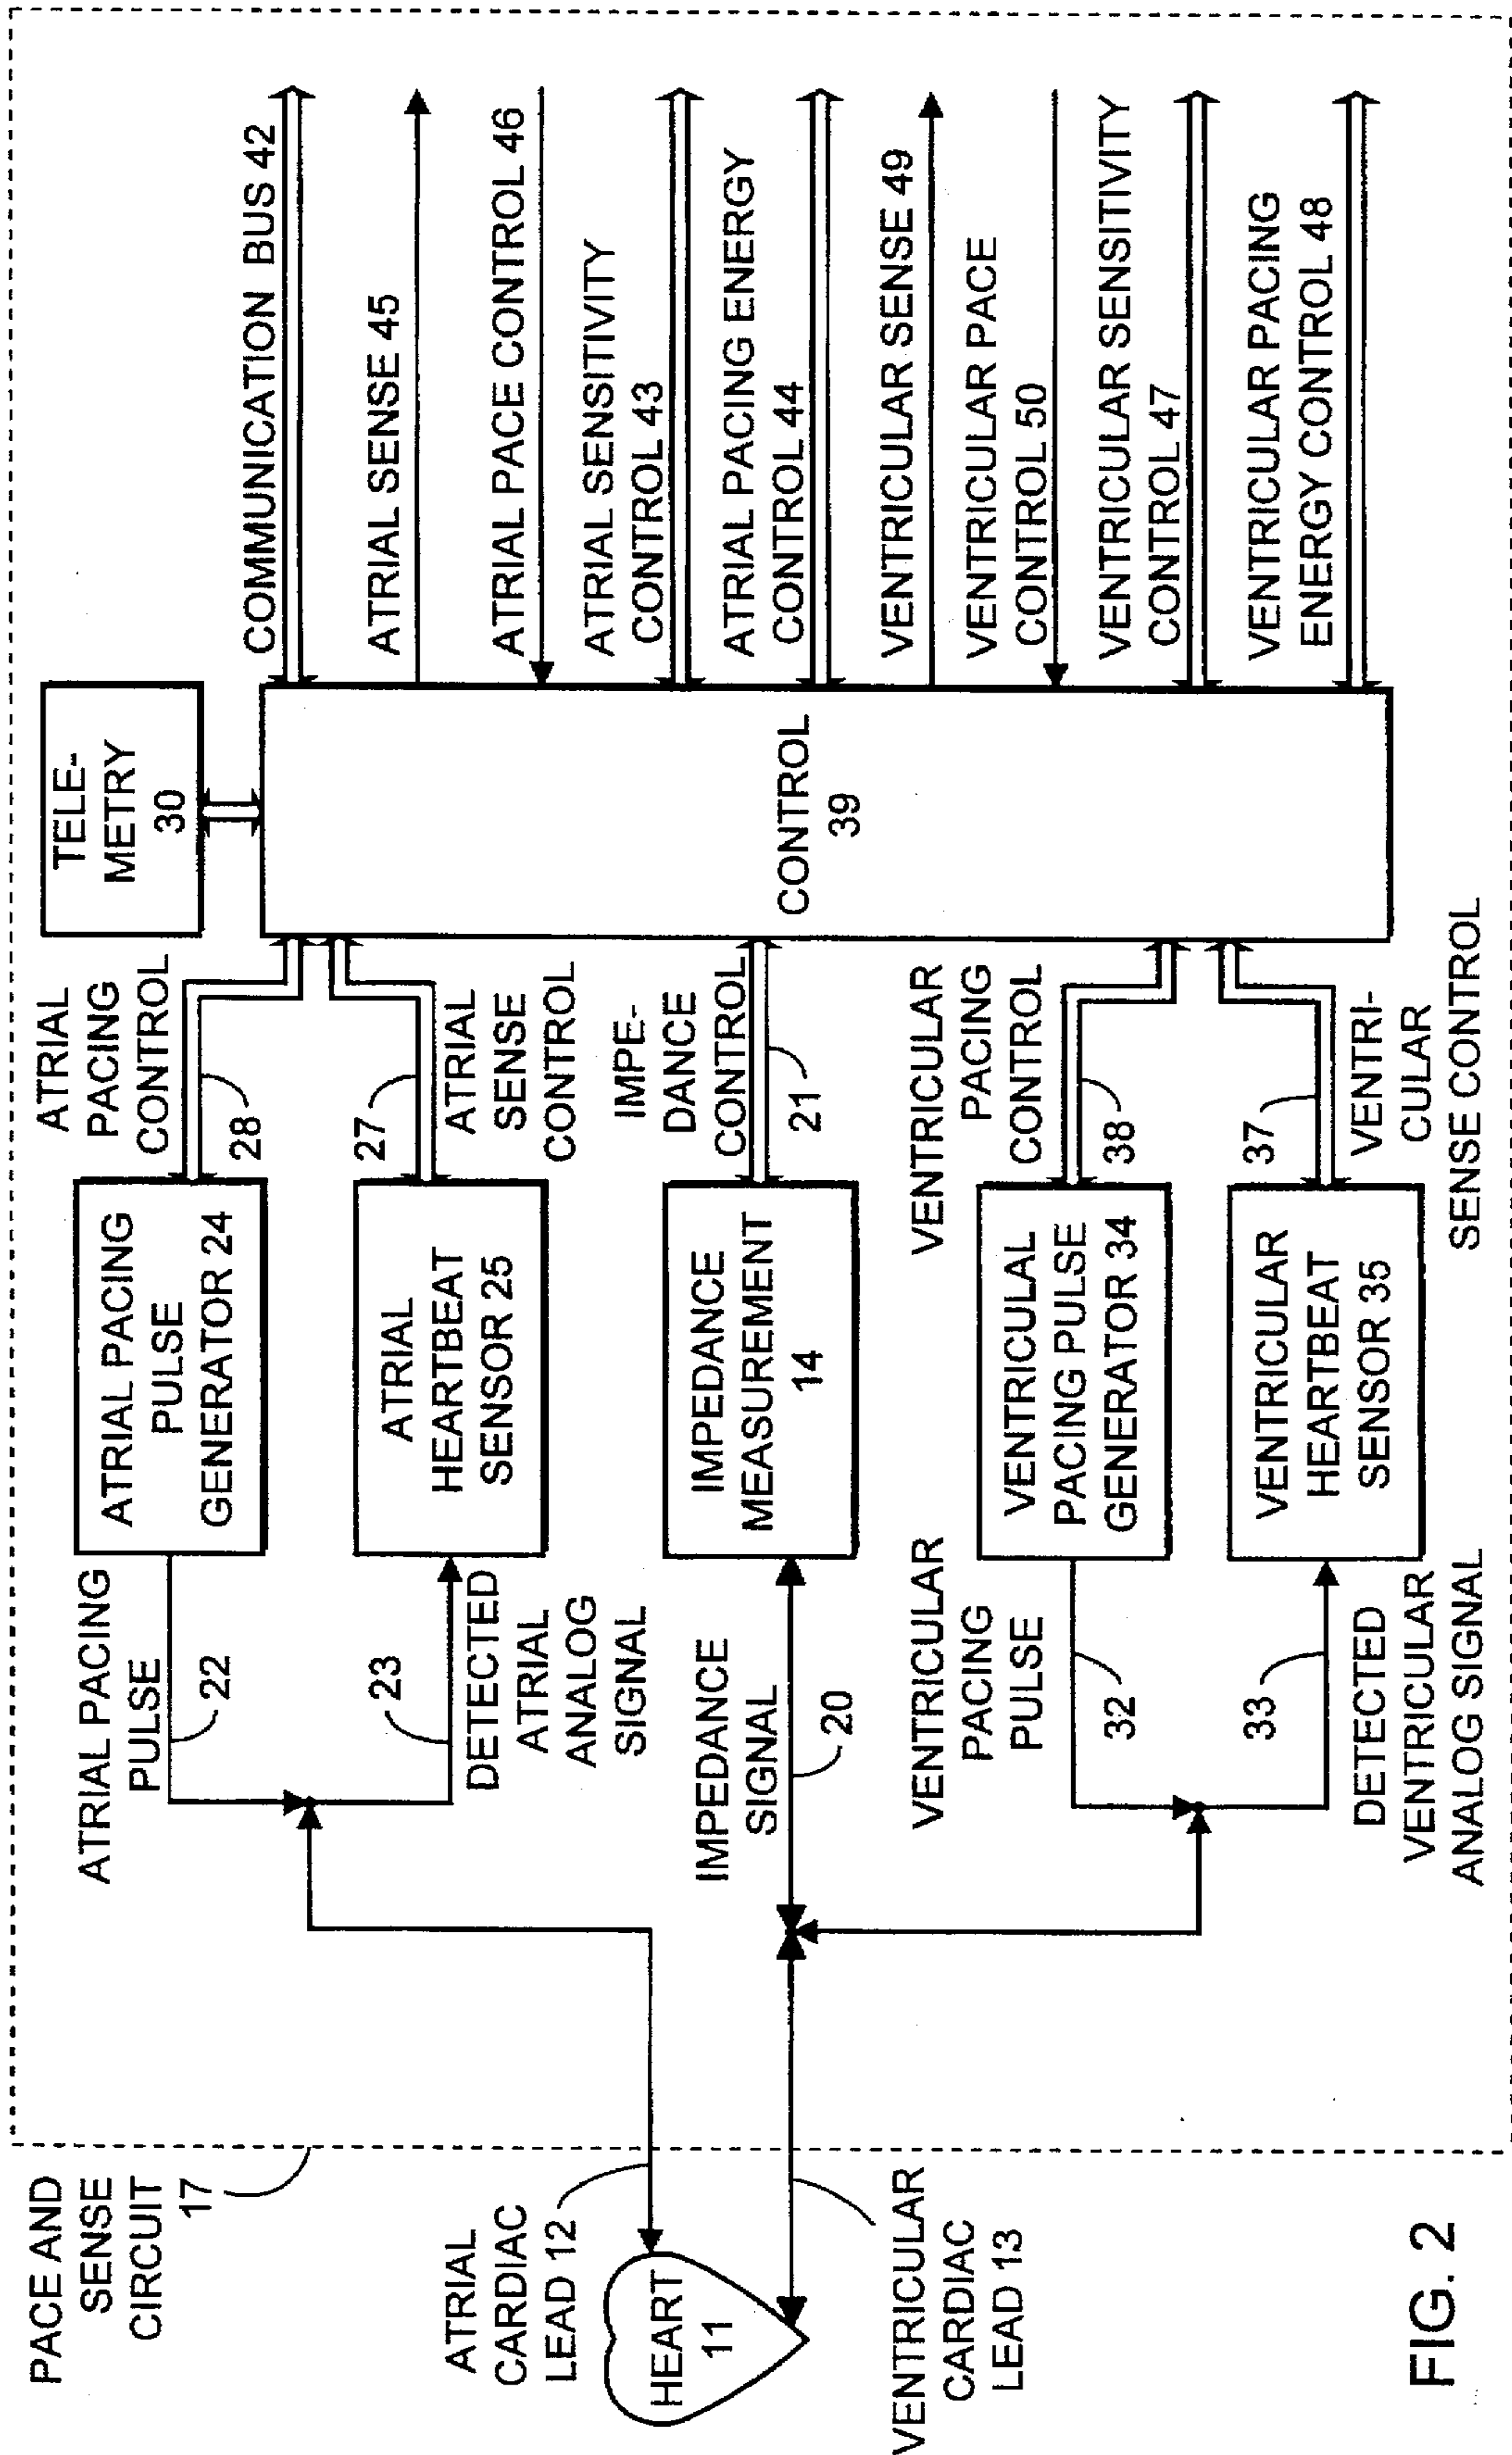 PACE AND
SENSE
CIRCUIT
17
ATRIAL
CARDIAC
LEAD 12
HEART
11
VENTRICULAR
CARDIAC
LEAD 13
FIG. 2
ATRIAL PACING
PULSE
22
23
DETECTED
ATRIAL
ANALOG
SIGNAL
IMPEDANCE
SIGNAL
20
VENTRICULAR
PACING
PULSE
32
33
DETECTED
VENTRICULAR
ANALOG SIGNAL
ATRIAL PACING
PULSE
GENERATOR 24
ATRIAL
HEARTBEAT
SENSOR 25
IMPEDANCE
MEASUREMENT
14
VENTRICULAR
PACING PULSE
GENERATOR 34
VENTRICULAR
HEARTBEAT
SENSOR 35
ATRIAL
PACING
CONTROL
28
27
ATRIAL
SENSE
CONTROL
IMPE-
DANCE
CONTROL
21
VENTRICULAR
PACING
CONTROL
38
37
VENTRI-
CULAR
SENSE CONTROL
TELE-
METRY
30
CONTROL
39
COMMUNICATION BUS 42
ATRIAL SENSE 45
ATRIAL PACE CONTROL 46
ATRIAL SENSITIVITY
CONTROL 43
ATRIAL PACING ENERGY
CONTROL 44
VENTRICULAR SENSE 49
VENTRICULAR PACE
CONTROL 50
VENTRICULAR SENSITIVITY
CONTROL 47
VENTRICULAR PACING
ENERGY CONTROL 48